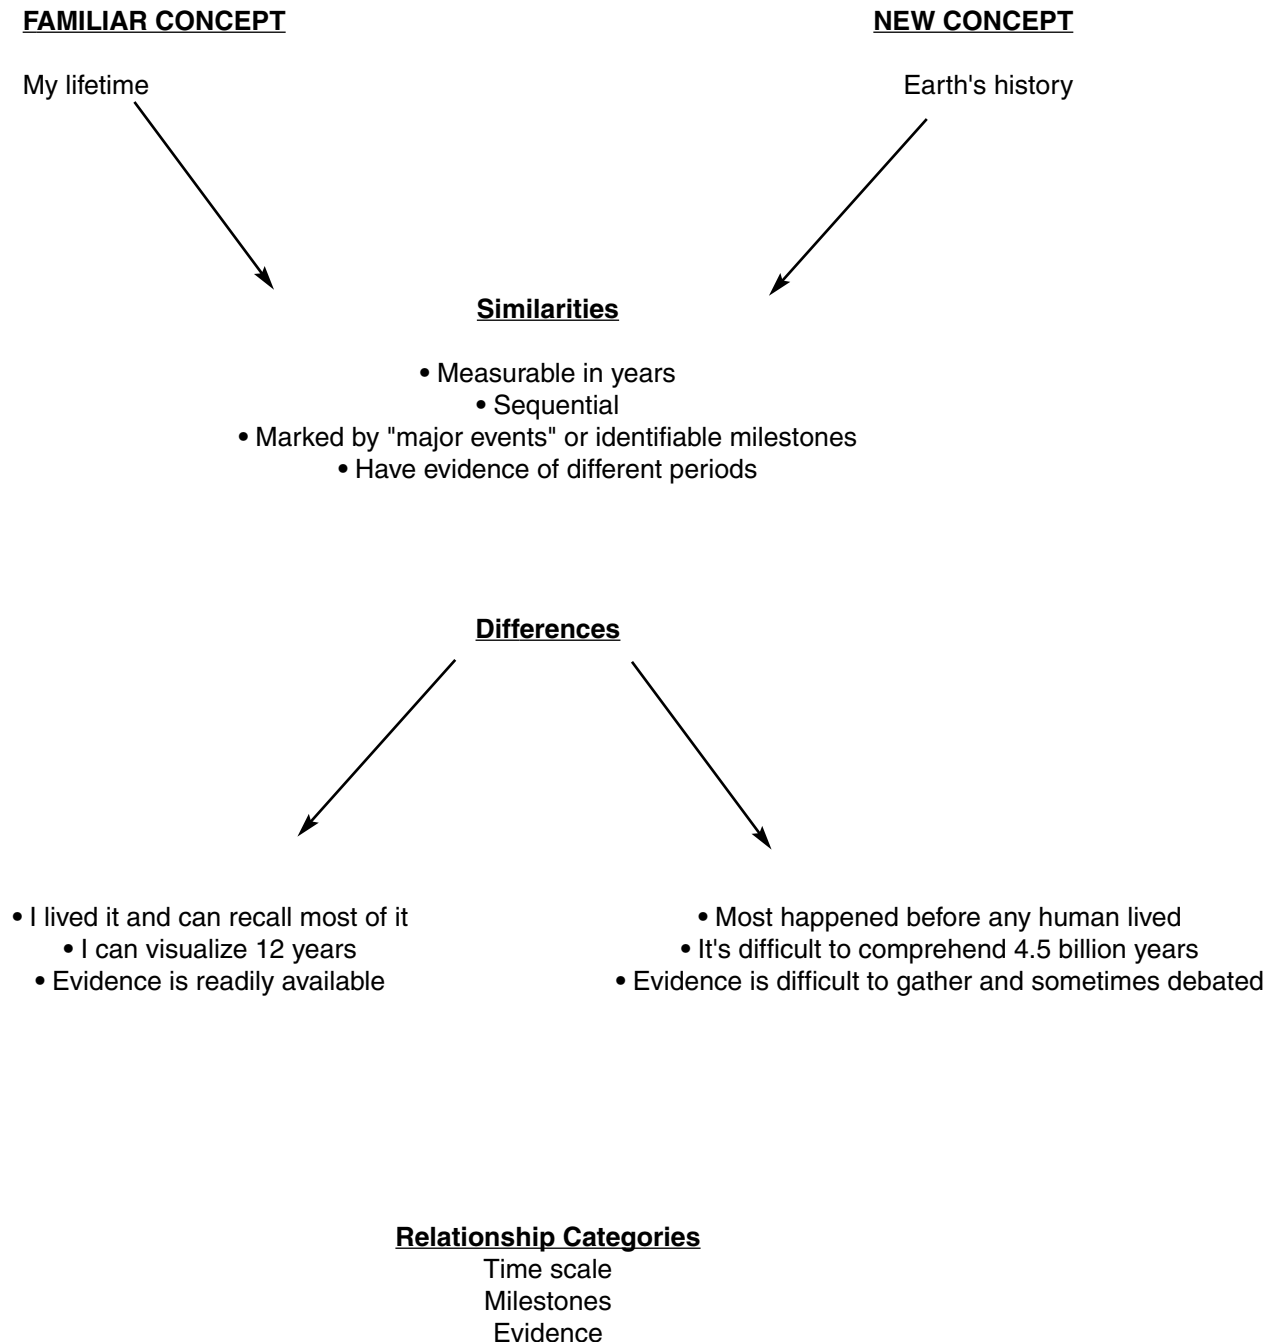 FAMILIAR CONCEPT
NEW CONCEPT
My lifetime
Earth's history
Similarities
• Measurable in years
• Sequential
• Marked by "major events" or identifiable milestones
• Have evidence of different periods
Differences
• I lived it and can recall most of it
• I can visualize 12 years
• Evidence is readily available
• Most happened before any human lived
• It's difficult to comprehend 4.5 billion years
• Evidence is difficult to gather and sometimes debated
Relationship Categories
Time scale
Milestones
Evidence